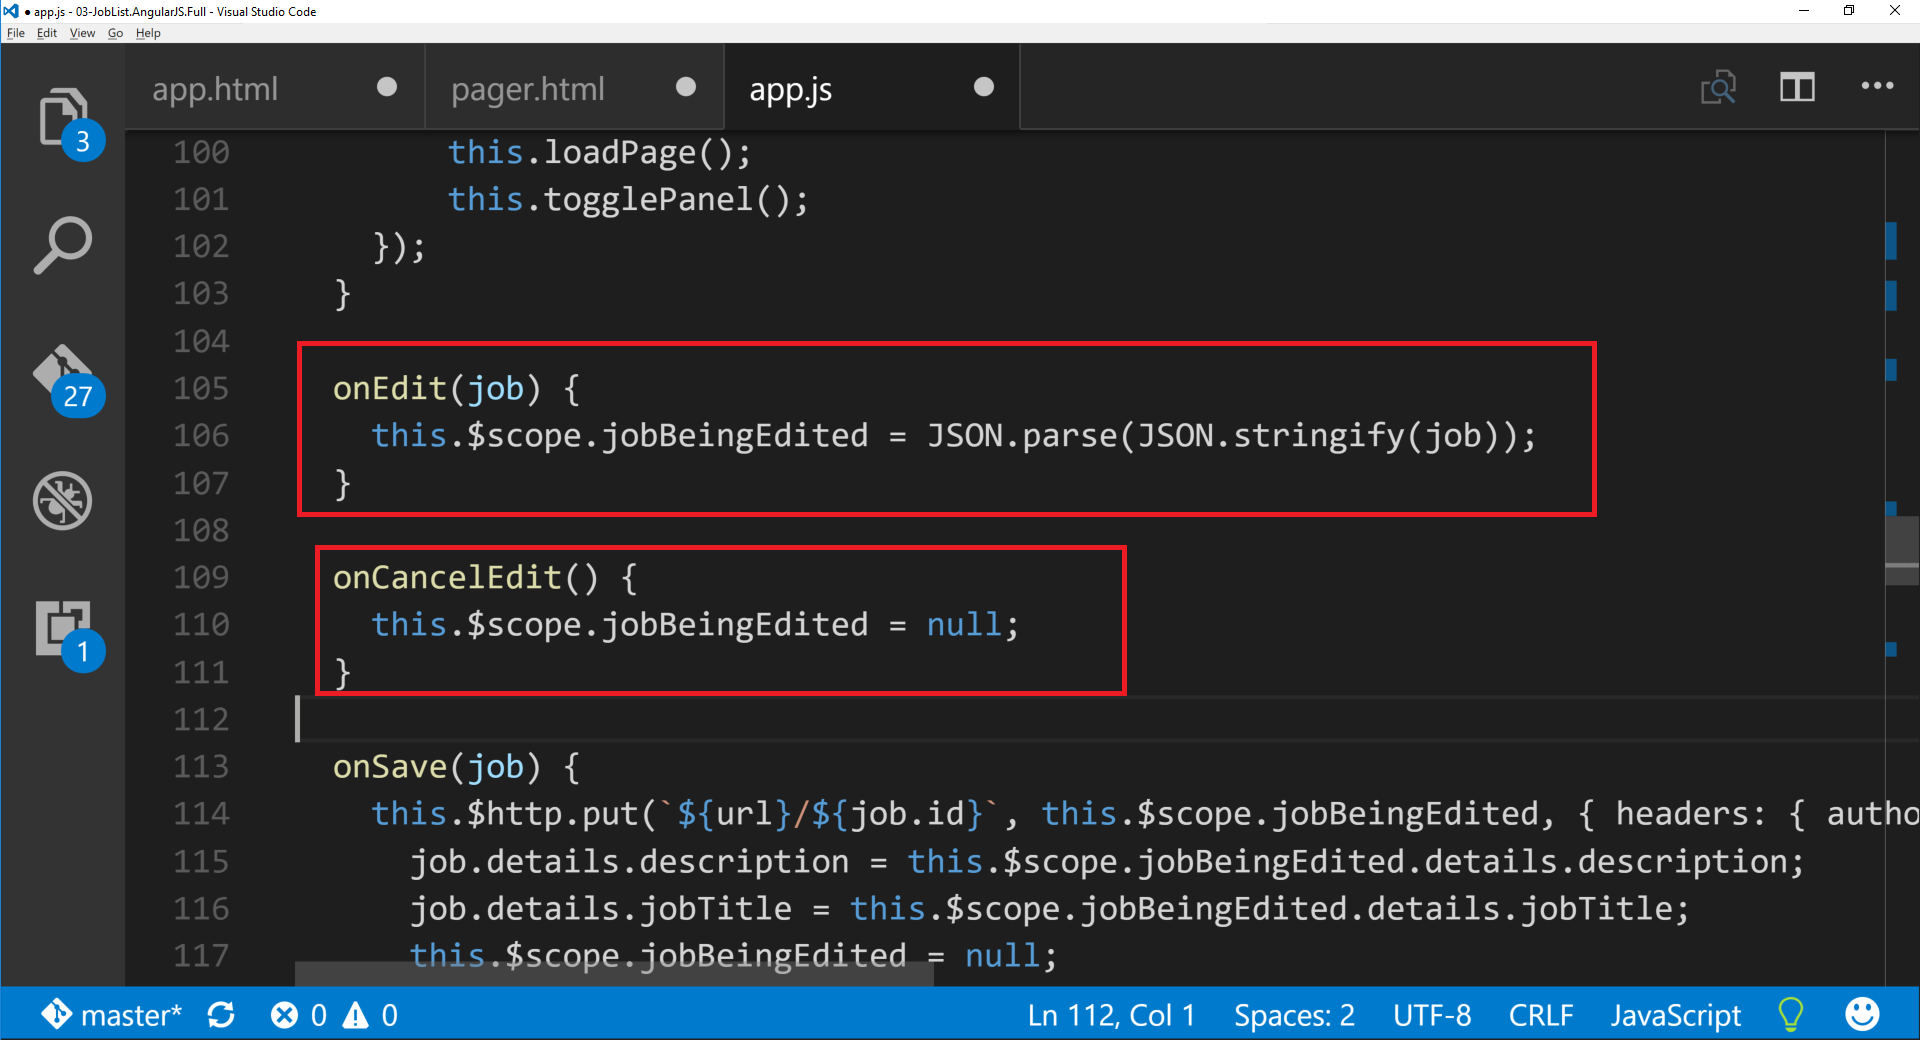 ● app.js - 03-JobList.AngularJS.Full - Visual Studio Code
File Edit View Go Help
app.html ● pager.html ● app.js ●
3
27
1
100 this.loadPage();
101 this.togglePanel();
102 });
103 }
104
105 onEdit(job) {
106 this.$scope.jobBeingEdited = JSON.parse(JSON.stringify(job));
107 }
108
109 onCancelEdit() {
110 this.$scope.jobBeingEdited = null;
111 }
112
113 onSave(job) {
114 this.$http.put(`${url}/${job.id}`, this.$scope.jobBeingEdited, { headers: { autho
115 job.details.description = this.$scope.jobBeingEdited.details.description;
116 job.details.jobTitle = this.$scope.jobBeingEdited.details.jobTitle;
117 this.$scope.jobBeingEdited = null;
master* 0 0 Ln 112, Col 1 Spaces: 2 UTF-8 CRLF JavaScript